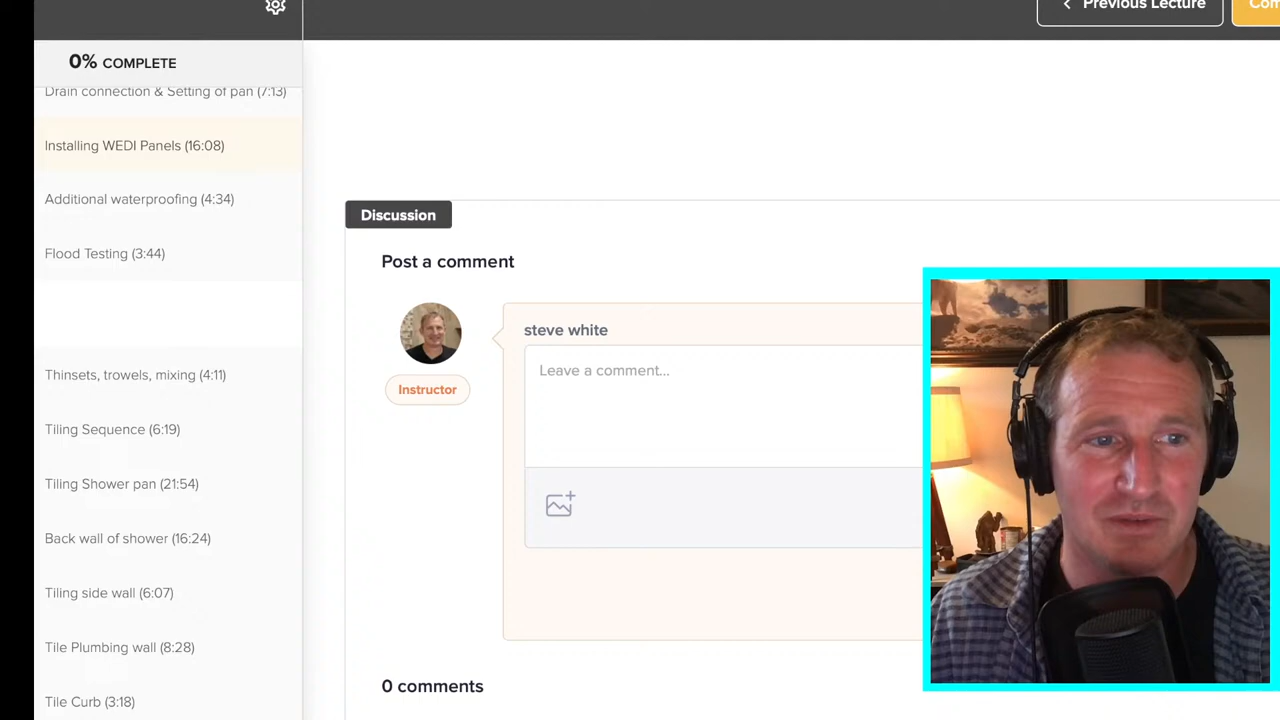 Previous Lecture
Com
0% COMPLETE
Drain connection & Setting of pan (7:13)
Installing WEDI Panels (16:08)
Additional waterproofing (4:34)
Flood Testing (3:44)
Thinsets, trowels, mixing (4:11)
Tiling Sequence (6:19)
Tiling Shower pan (21:54)
Back wall of shower (16:24)
Tiling side wall (6:07)
Tile Plumbing wall (8:28)
Tile Curb (3:18)
Discussion
Post a comment
Instructor
steve white
Leave a comment...
0 comments